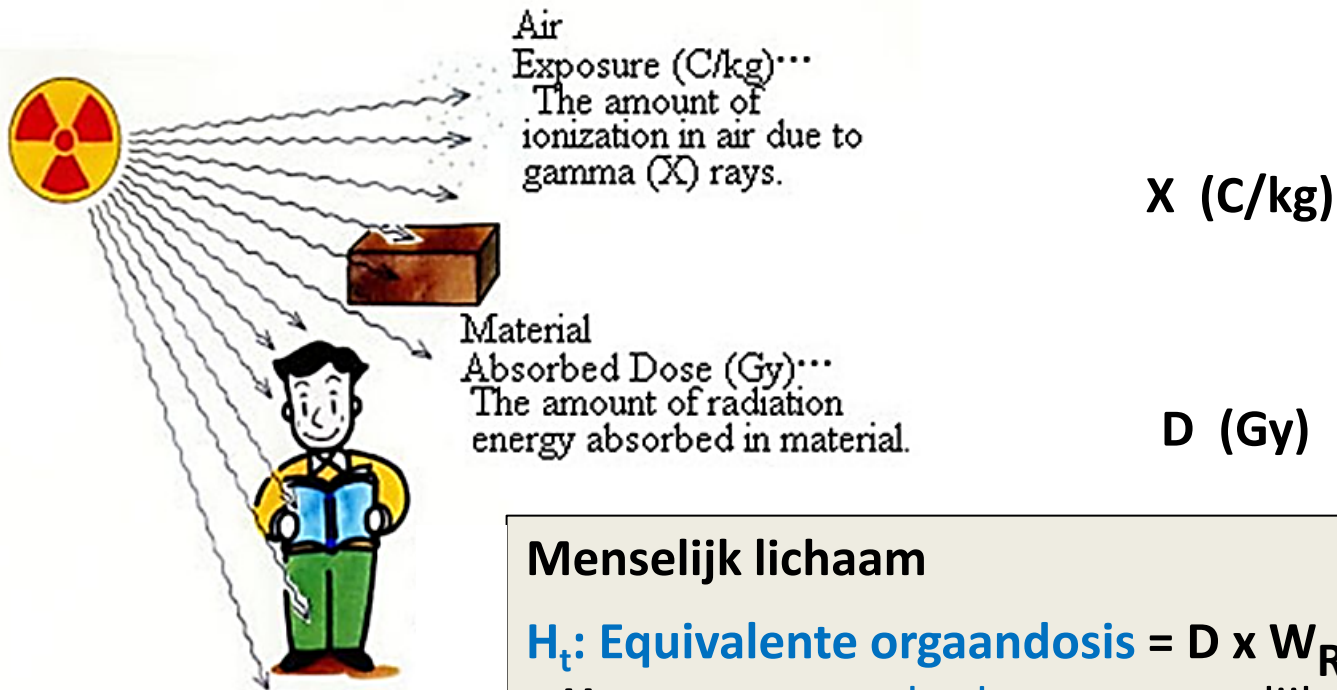 Air
Exposure (C/kg)…
The amount of
ionization in air due to
gamma (X) rays.
X (C/kg)
Material
Absorbed Dose (Gy)…
The amount of radiation
energy absorbed in material.
D (Gy)
Menselijk lichaam
Ht: Equivalente orgaandosis = D x WR